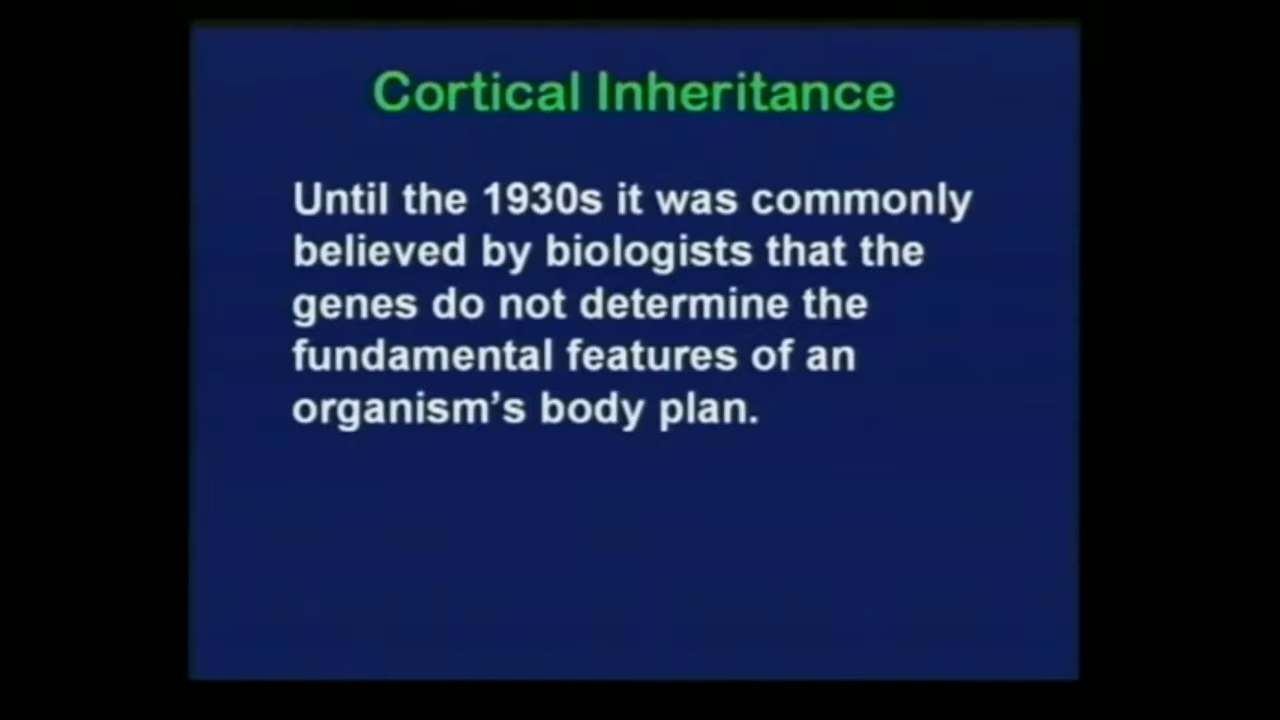 Cortical Inheritance
Until the 1930s it was commonly
believed by biologists that the
genes do not determine the
fundamental features of an
organism’s body plan.